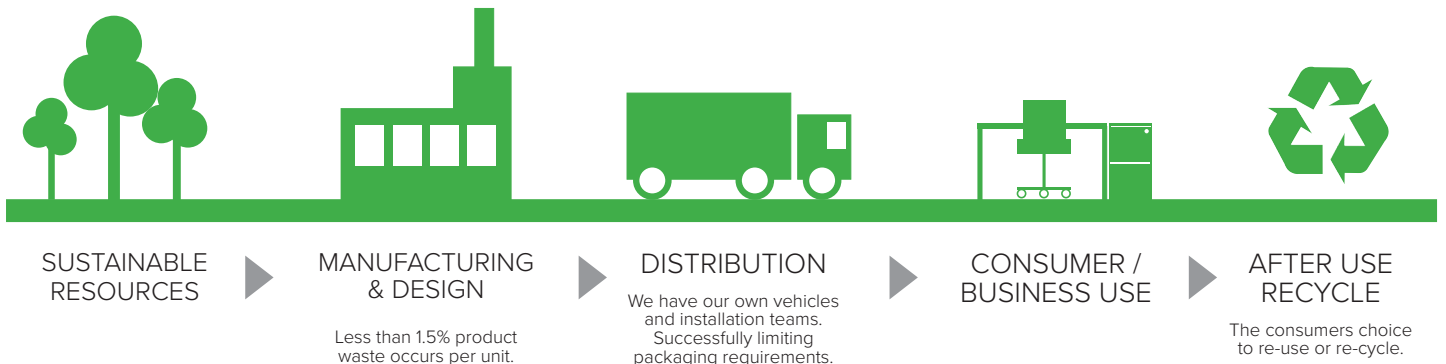 SUSTAINABLE
RESOURCES
MANUFACTURING
& DESIGN
Less than 1.5% product
waste occurs per unit.
DISTRIBUTION
We have our own vehicles
and installation teams.
Successfully limiting
packaging requirements.
CONSUMER /
BUSINESS USE
AFTER USE
RECYCLE
The consumers choice
to re-use or re-cycle.